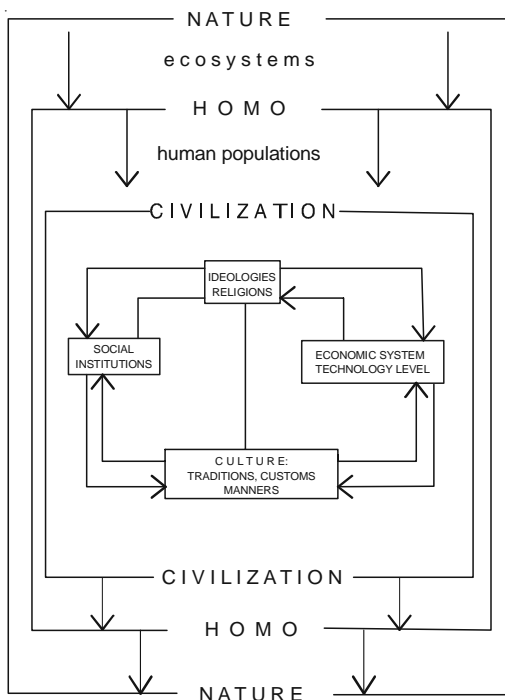 NATURE
ecosystems
HOMO
human populations
CIVILIZATION
IDEOLOGIES
RELIGIONS
SOCIAL
INSTITUTIONS
ECONOMIC SYSTEM
TECHNOLOGY LEVEL
CULTURE:
TRADITIONS, CUSTOMS
MANNERS
CIVILIZATION
HOMO
NATURE